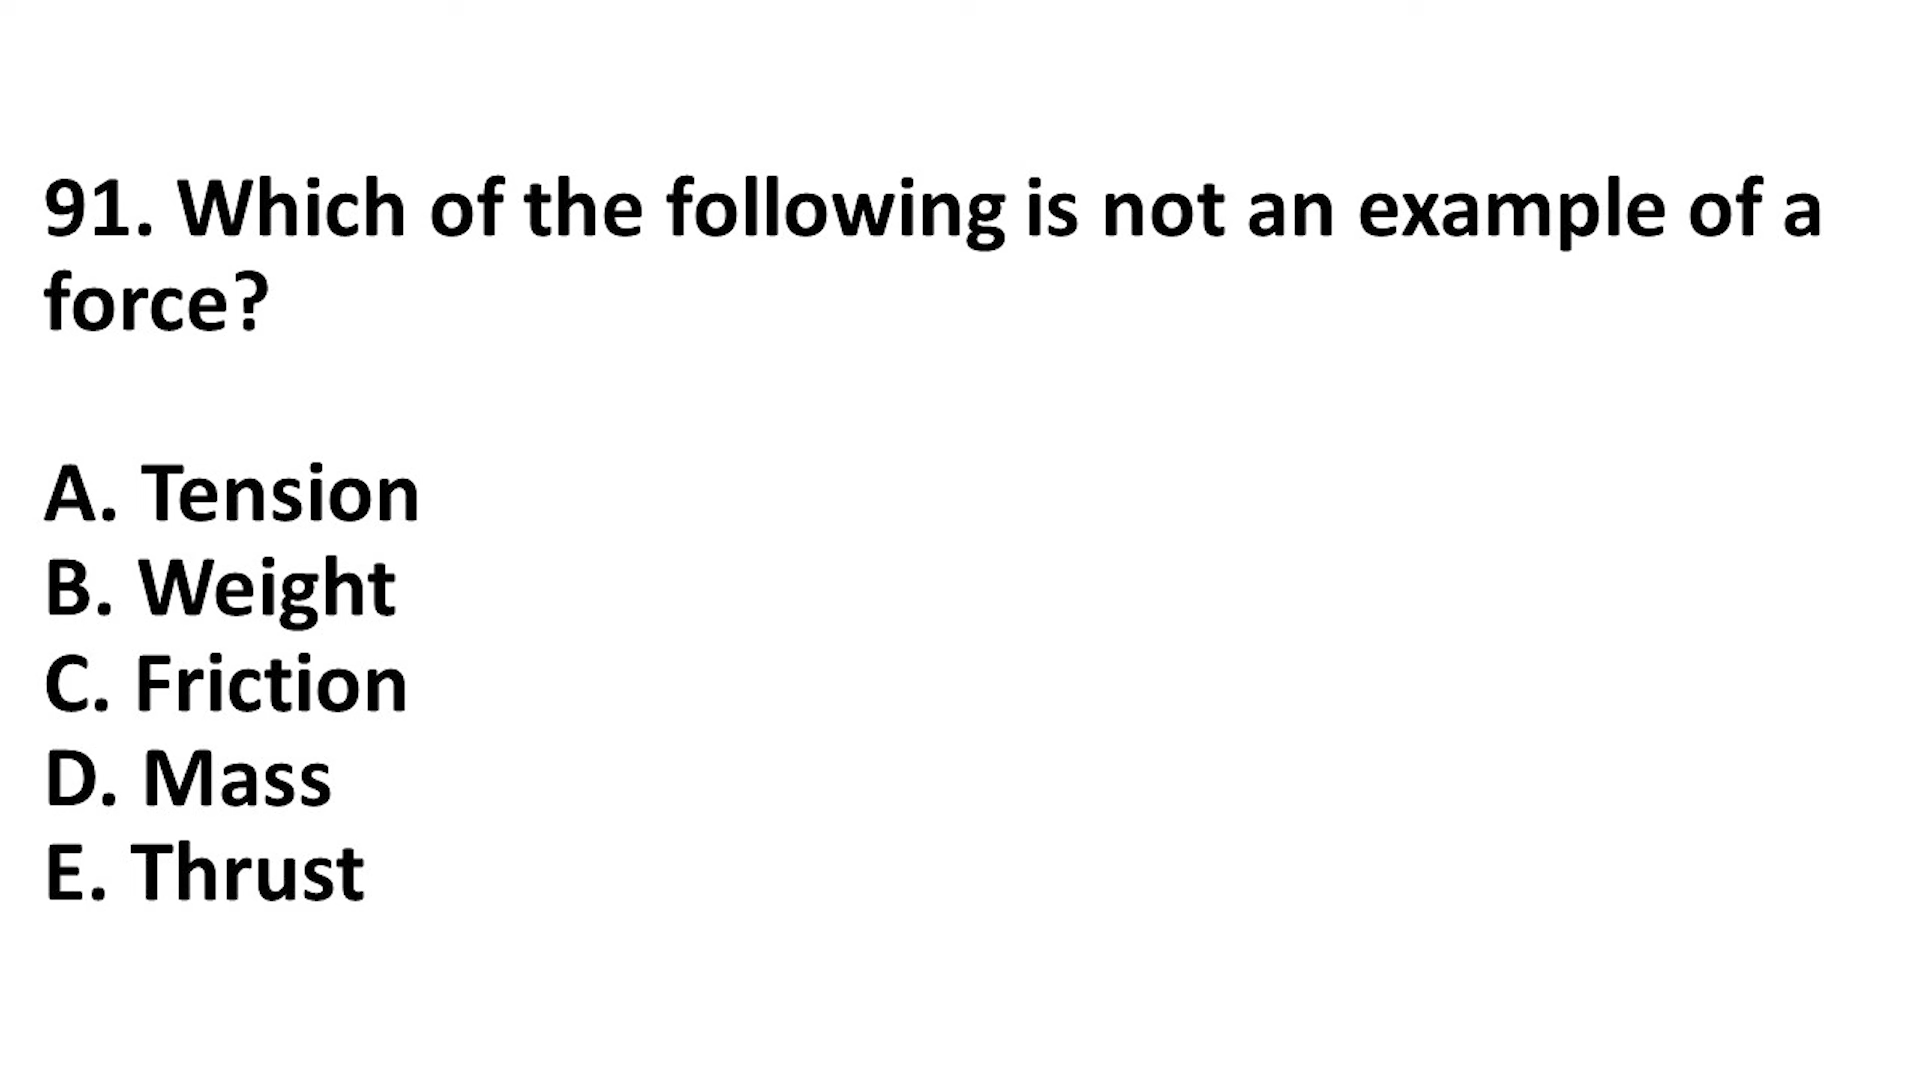 91. Which of the following is not an example of a
force?
A. Tension
B. Weight
C. Friction
D. Mass
E. Thrust